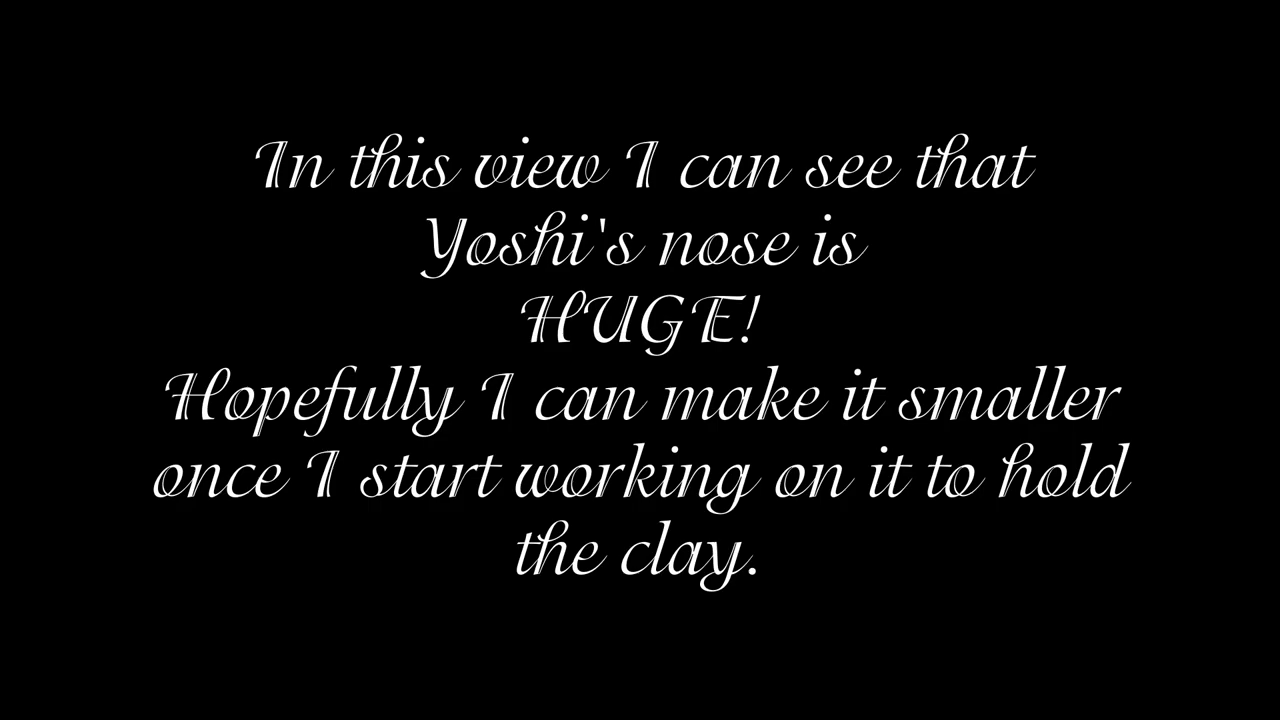 In this view I can see that
Yoshi's nose is
HUGE!
Hopefully I can make it smaller
once I start working on it to hold
the clay.